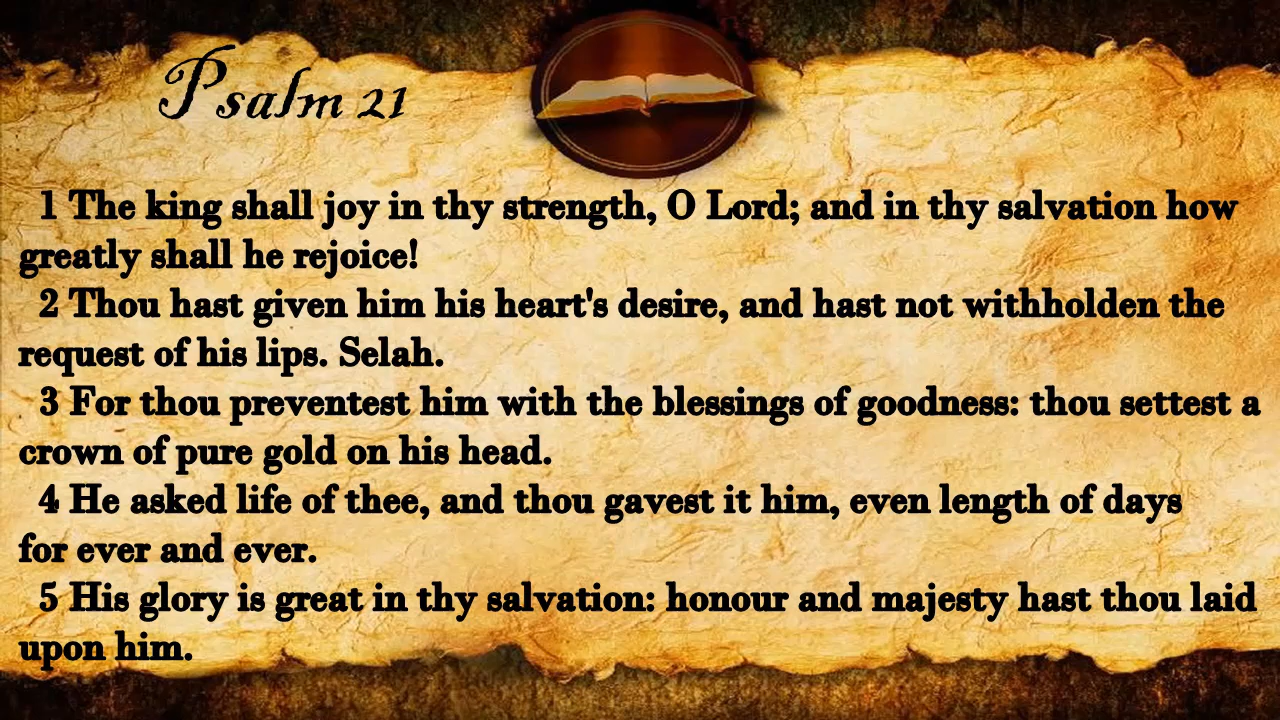 Psalm 21
1 The king shall joy in thy strength, O Lord; and in thy salvation how
greatly shall he rejoice!
2 Thou hast given him his heart's desire, and hast not withholden the
request of his lips. Selah.
3 For thou preventest him with the blessings of goodness: thou settest a
crown of pure gold on his head.
4 He asked life of thee, and thou gavest it him, even length of days
for ever and ever.
5 His glory is great in thy salvation: honour and majesty hast thou laid
upon him.